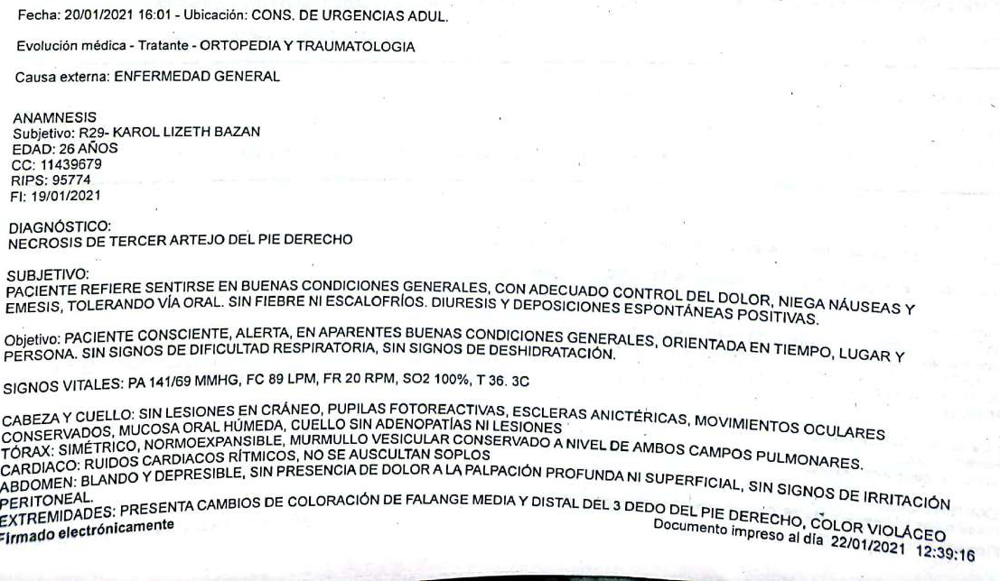 Fecha: 20/01/2021 16:01 - Ubicación: CONS. DE URGENCIAS ADUL.
Evolución médica - Tratante - ORTOPEDIA Y TRAUMATOLOGIA
Causa externa: ENFERMEDAD GENERAL
ANAMNESIS
Subjetivo: R29- KAROL LIZETH BAZAN
EDAD: 26 AÑOS
CC: 11439679
RIPS: 95774
FI: 19/01/2021
DIAGNÓSTICO:
NECROSIS DE TERCER ARTEJO DEL PIE DERECHO
SUBJETIVO:
PACIENTE REFIERE SENTIRSE EN BUENAS CONDICIONES GENERALES, CON ADECUADO CONTROL DEL DOLOR, NIEGA NÁUSEAS Y
EMESIS, TOLERANDO VÍA ORAL. SIN FIEBRE NI ESCALOFRÍOS. DIURESIS Y DEPOSICIONES ESPONTÁNEAS POSITIVAS.
Objetivo: PACIENTE CONSCIENTE, ALERTA, EN APARENTES BUENAS CONDICIONES GENERALES, ORIENTADA EN TIEMPO, LUGAR Y
PERSONA. SIN SIGNOS DE DIFICULTAD RESPIRATORIA, SIN SIGNOS DE DESHIDRATACIÓN.
SIGNOS VITALES: PA 141/69 MMHG, FC 89 LPM, FR 20 RPM, SO2 100%, T 36. 3C
CABEZA Y CUELLO: SIN LESIONES EN CRÁNEO, PUPILAS FOTOREACTIVAS, ESCLERAS ANICTÉRICAS, MOVIMIENTOS OCULARES
CONSERVADOS, MUCOSA ORAL HÚMEDA, CUELLO SIN ADENOPATÍAS NI LESIONES
TÓRAX: SIMÉTRICO, NORMOEXPANSIBLE, MURMULLO VESICULAR CONSERVADO A NIVEL DE AMBOS CAMPOS PULMONARES.
CARDIACO: RUIDOS CARDIACOS RÍTMICOS, NO SE AUSCULTAN SOPLOS
ABDOMEN: BLANDO Y DEPRESIBLE, SIN PRESENCIA DE DOLOR A LA PALPACIÓN PROFUNDA NI SUPERFICIAL, SIN SIGNOS DE IRRITACIÓN
PERITONEAL.
EXTREMIDADES: PRESENTA CAMBIOS DE COLORACIÓN DE FALANGE MEDIA Y DISTAL DEL 3 DEDO DEL PIE DERECHO, COLOR VIOLÁCEO
Firmado electrónicamente
Documento impreso al día 22/01/2021 12:39:16